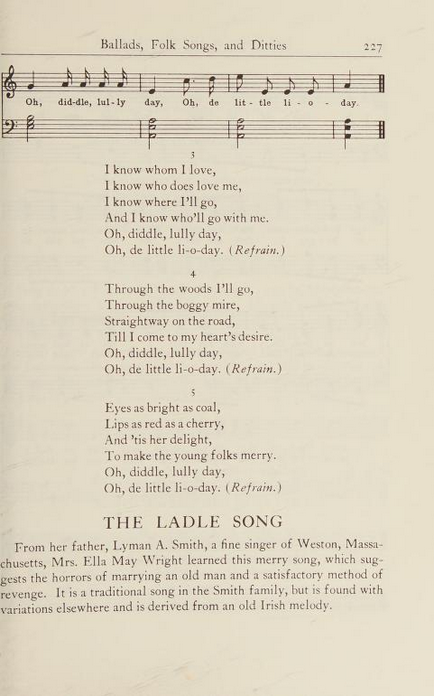 Ballads, Folk Songs, and Ditties 227
Oh, did-dle, lul-ly day, Oh, de lit-tle li-o-day.
3
I know whom I love,
I know who does love me,
I know where I'll go,
And I know who'll go with me.
Oh, diddle, lully day,
Oh, de little li-o-day. (Refrain.)
4
Through the woods I'll go,
Through the boggy mire,
Straightway on the road,
Till I come to my heart's desire.
Oh, diddle, lully day,
Oh, de little li-o-day. (Refrain.)
5
Eyes as bright as coal,
Lips as red as a cherry,
And 'tis her delight,
To make the young folks merry.
Oh, diddle, lully day,
Oh, de little li-o-day. (Refrain.)
THE LADLE SONG
From her father, Lyman A. Smith, a fine singer of Weston, Massa-
chusetts, Mrs. Ella May Wright learned this merry song, which sug-
gests the horrors of marrying an old man and a satisfactory method of
revenge. It is a traditional song in the Smith family, but is found with
variations elsewhere and is derived from an old Irish melody.